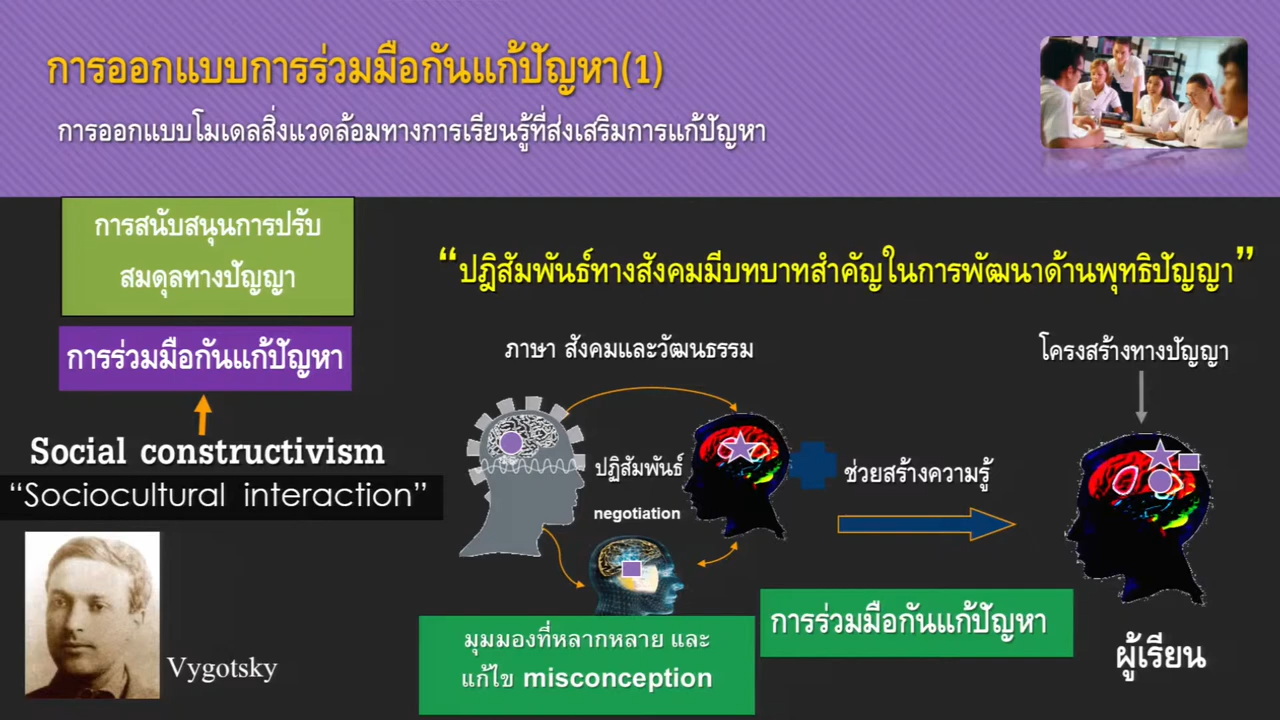 การออกแบบการร่วมมือกันแก้ปัญหา(1)
การออกแบบโมเดลสิ่งแวดล้อมทางการเรียนรู้ที่ส่งเสริมการแก้ปัญหา
การสนับสนุนการปรับ
สมดุลทางปัญญา
การร่วมมือกันแก้ปัญหา
Social constructivism
“Sociocultural interaction”
Vygotsky
“ปฎิสัมพันธ์ทางสังคมมีบทบาทสำคัญในการพัฒนาด้านพุทธิปัญญา”
ภาษา สังคมและวัฒนธรรม
ปฏิสัมพันธ์
negotiation
มุมมองที่หลากหลาย และ
แก้ไข misconception
ช่วยสร้างความรู้
การร่วมมือกันแก้ปัญหา
โครงสร้างทางปัญญา
ผู้เรียน